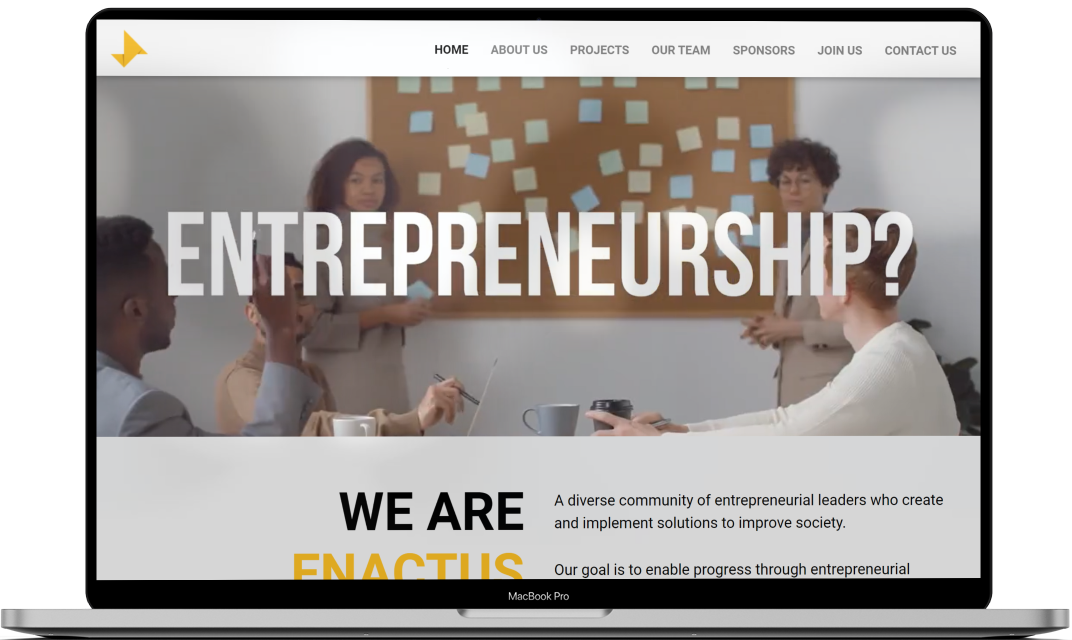 HOME ABOUT US PROJECTS OUR TEAM SPONSORS JOIN US CONTACT US
ENTREPRENEURSHIP?
WE ARE
ENACTUS
A diverse community of entrepreneurial leaders who create
and implement solutions to improve society.
Our goal is to enable progress through entrepreneurial
MacBook Pro